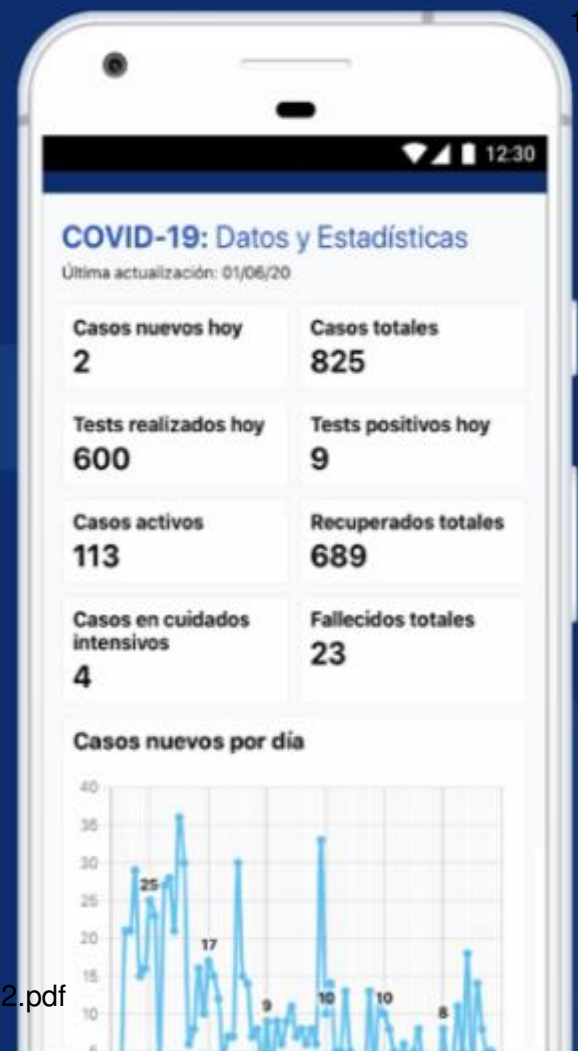 1
12:30
COVID-19: Datos y Estadísticas
Última actualización: 01/06/20
Casos nuevos hoy
2
Casos totales
825
Tests realizados hoy
600
Tests positivos hoy
9
Casos activos
113
Recuperados totales
689
Casos en cuidados
intensivos
4
Fallecidos totales
23
Casos nuevos por día
40
35
30
25
25
20
17
15
2.pdf
10
9
10
10
8
5